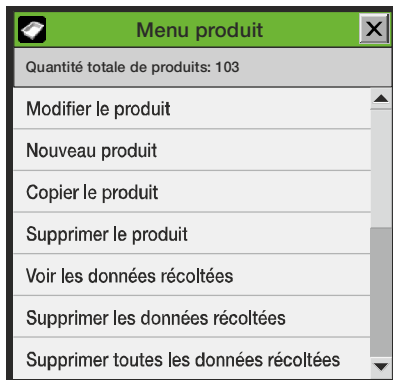 Menu produit
Quantité totale de produits: 103
Modifier le produit
Nouveau produit
Copier le produit
Supprimer le produit
Voir les données récoltées
Supprimer les données récoltées
Supprimer toutes les données récoltées